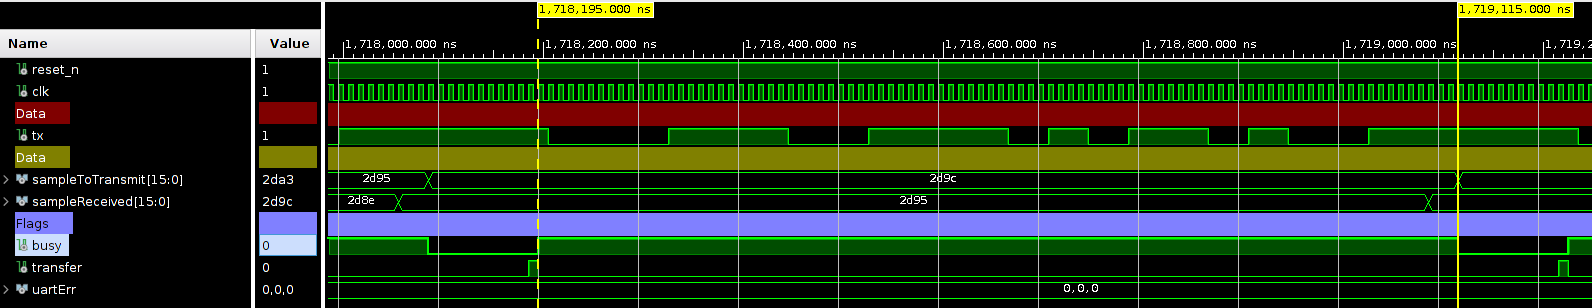 1,718,195.000 ns 1,719,115.000 ns
Name Value 1,718,000.000 ns 1,718,200.000 ns 1,718,400.000 ns 1,718,600.000 ns 1,718,800.000 ns 1,719,000.000 ns 1,719,2
reset_n 1
clk 1
Data
tx 1
Data
sampleToTransmit[15:0] 2da3 2d95 2d9c
sampleReceived[15:0] 2d9c 2d8e 2d95
Flags
busy 0
transfer 0
uartErr 0,0,0 0,0,0